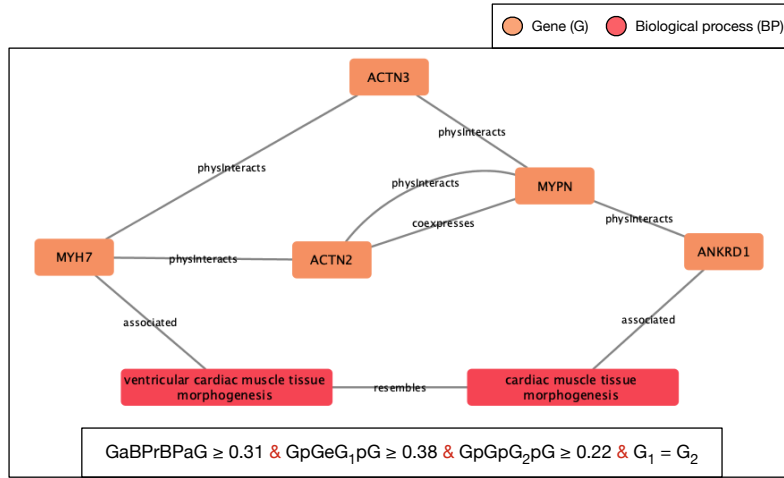 Gene (G) Biological process (BP)
ACTN3
physInteracts
physInteracts
physInteracts
MYPN
coexpresses
physInteracts
MYH7
physInteracts
ACTN2
ANKRD1
associated
associated
ventricular cardiac muscle tissue
morphogenesis
resembles
cardiac muscle tissue
morphogenesis
GaBPrBPaG ≥ 0.31 & GpGeG₁pG ≥ 0.38 & GpGpG₂pG ≥ 0.22 & G₁ = G₂